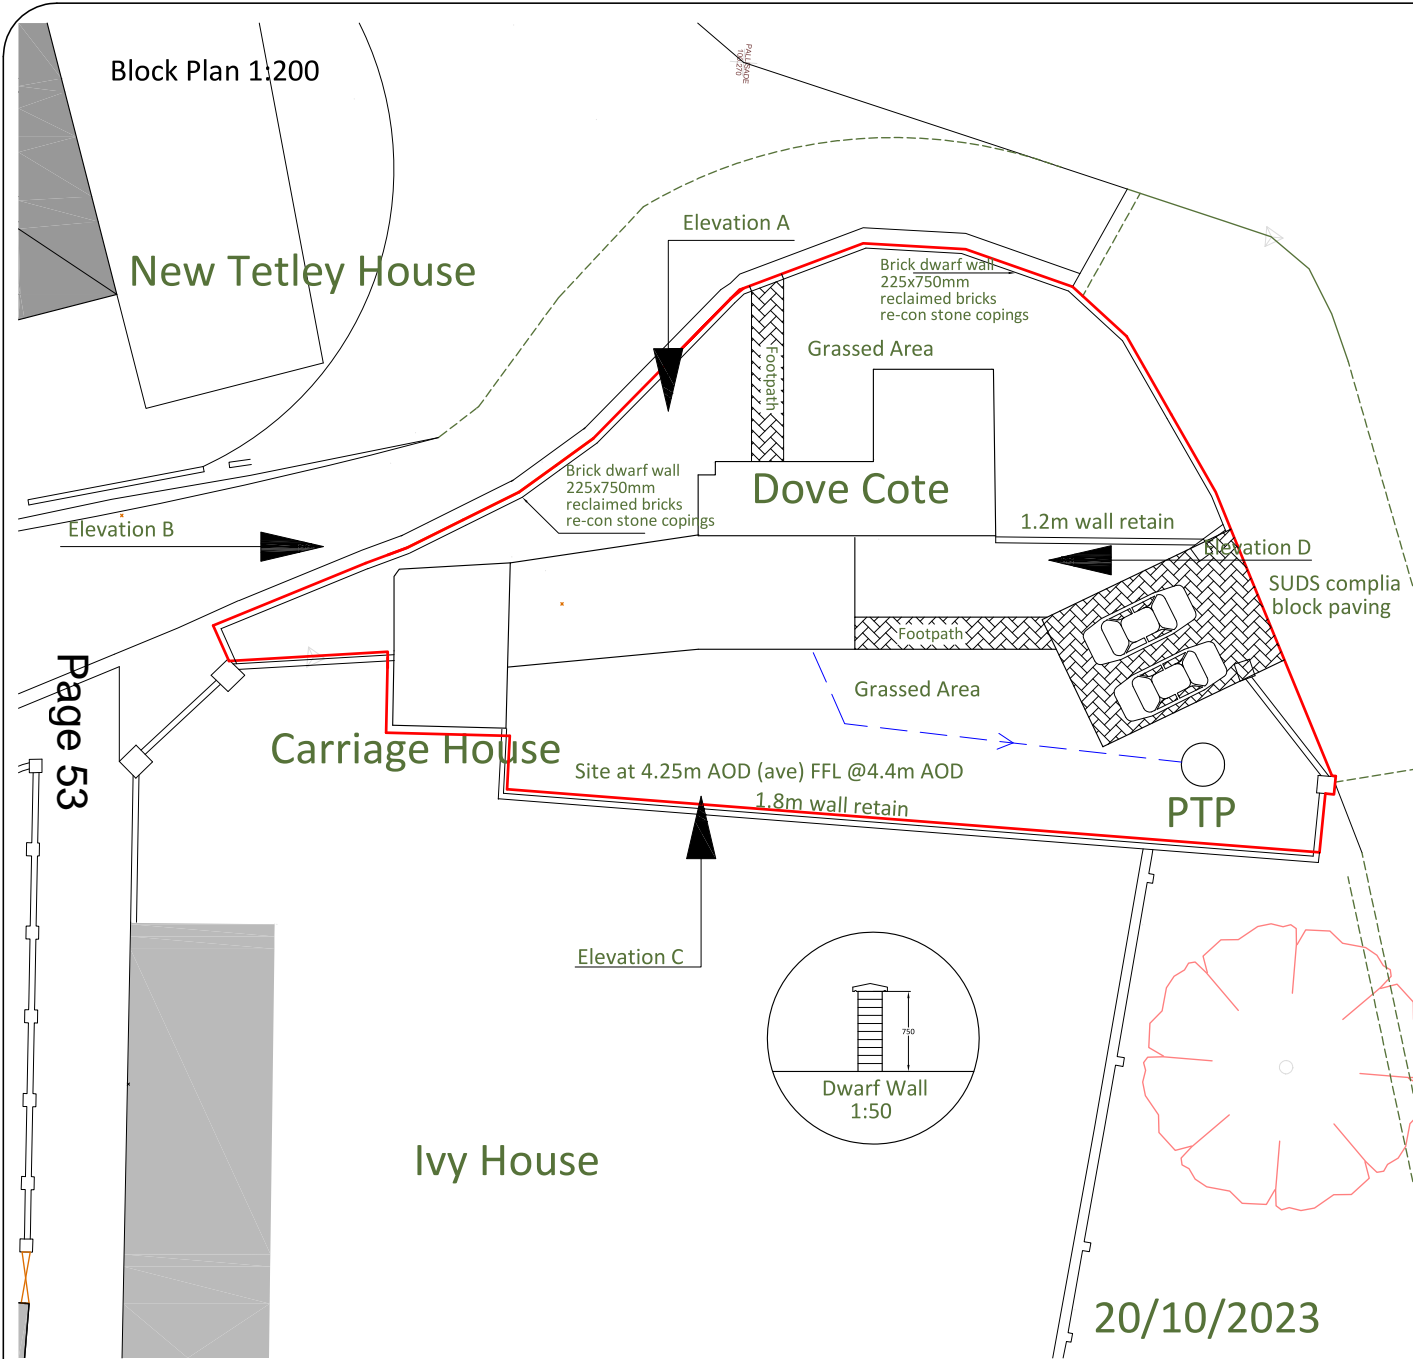 Block Plan 1:200
PALISADE
New Tetley House
Elevation A
Brick dwarf wall
225x750mm
reclaimed bricks
re-con stone copings
Grassed Area
Footpath
Brick dwarf wall
225x750mm
reclaimed bricks
re-con stone copings
Dove Cote
1.2m wall retain
Elevation B
Elevation D
SUDS complia
block paving
Footpath
Grassed Area
Page 53
Carriage House
Site at 4.25m AOD (ave) FFL @4.4m AOD
1.8m wall retain
PTP
Elevation C
750
Dwarf Wall
1:50
Ivy House
20/10/2023